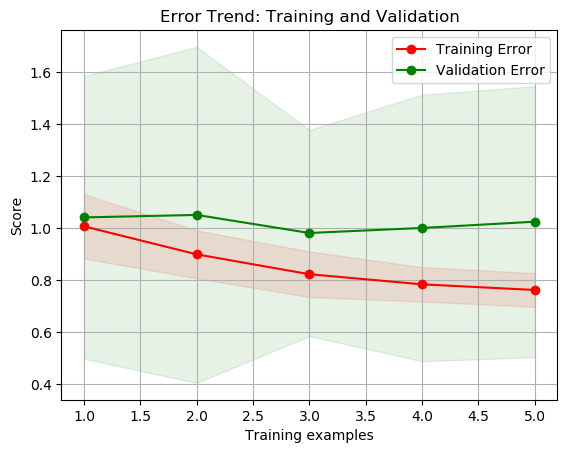 Error Trend: Training and Validation
Training Error
Validation Error
Score
1.6
1.4
1.2
1.0
0.8
0.6
0.4
1.0 1.5 2.0 2.5 3.0 3.5 4.0 4.5 5.0
Training examples